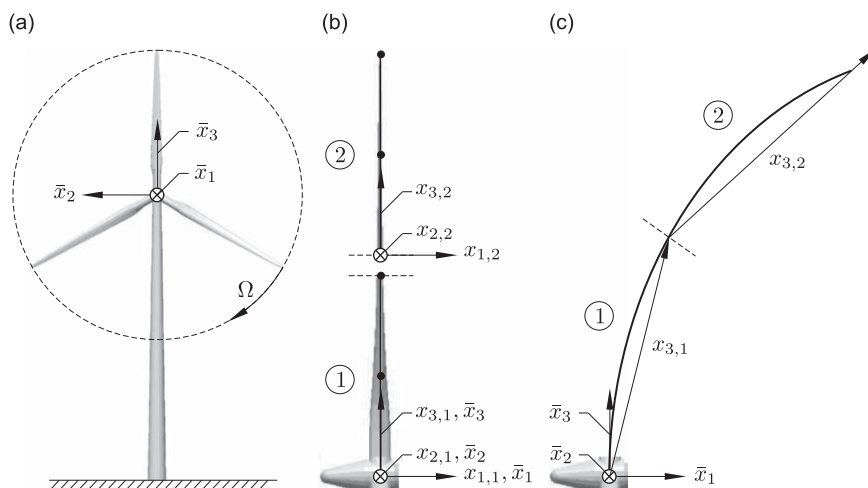 (a)
(b)
(c)
x̄₃
x̄₁
x̄₂
Ω
②
x₃,₂
x₂,₂
x₁,₂
①
x₃,₁, x̄₃
x₂,₁, x̄₂
x₁,₁, x̄₁
②
x₃,₂
①
x₃,₁
x̄₃
x̄₂
x̄₁